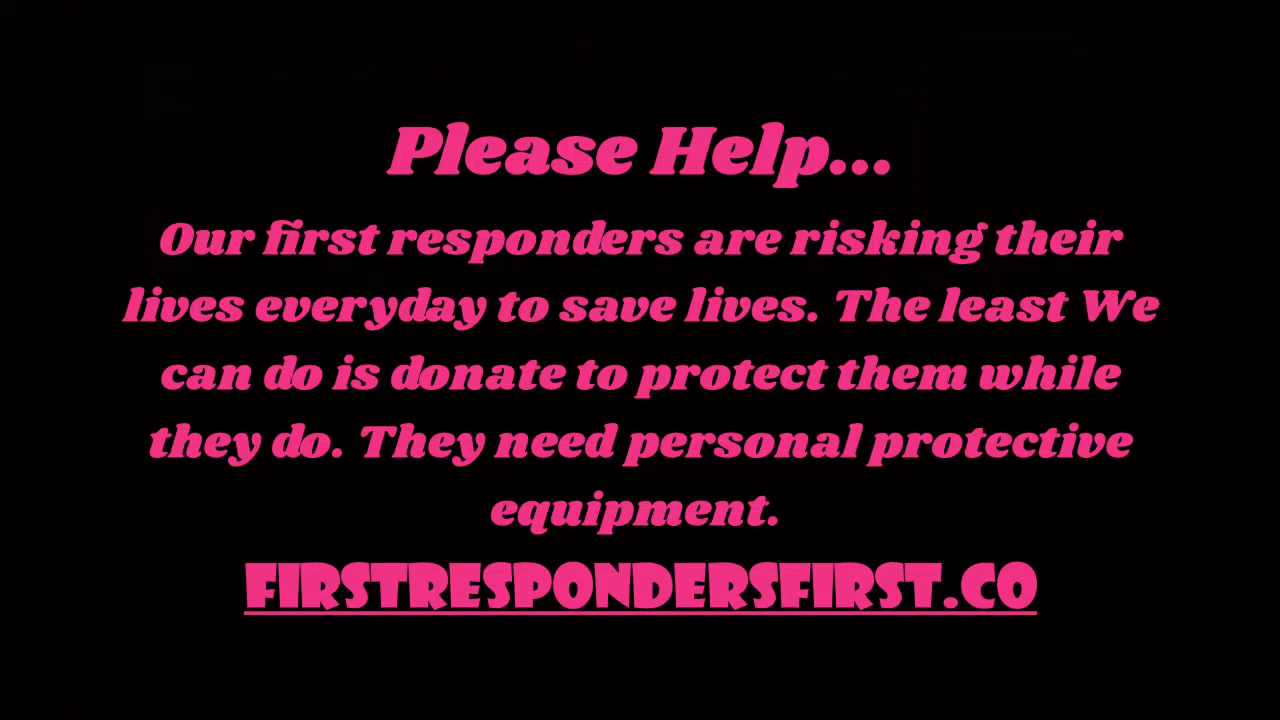 Please Help...
Our first responders are risking their
lives everyday to save lives. The least We
can do is donate to protect them while
they do. They need personal protective
equipment.
FIRSTRESPONDERSFIRST.CO